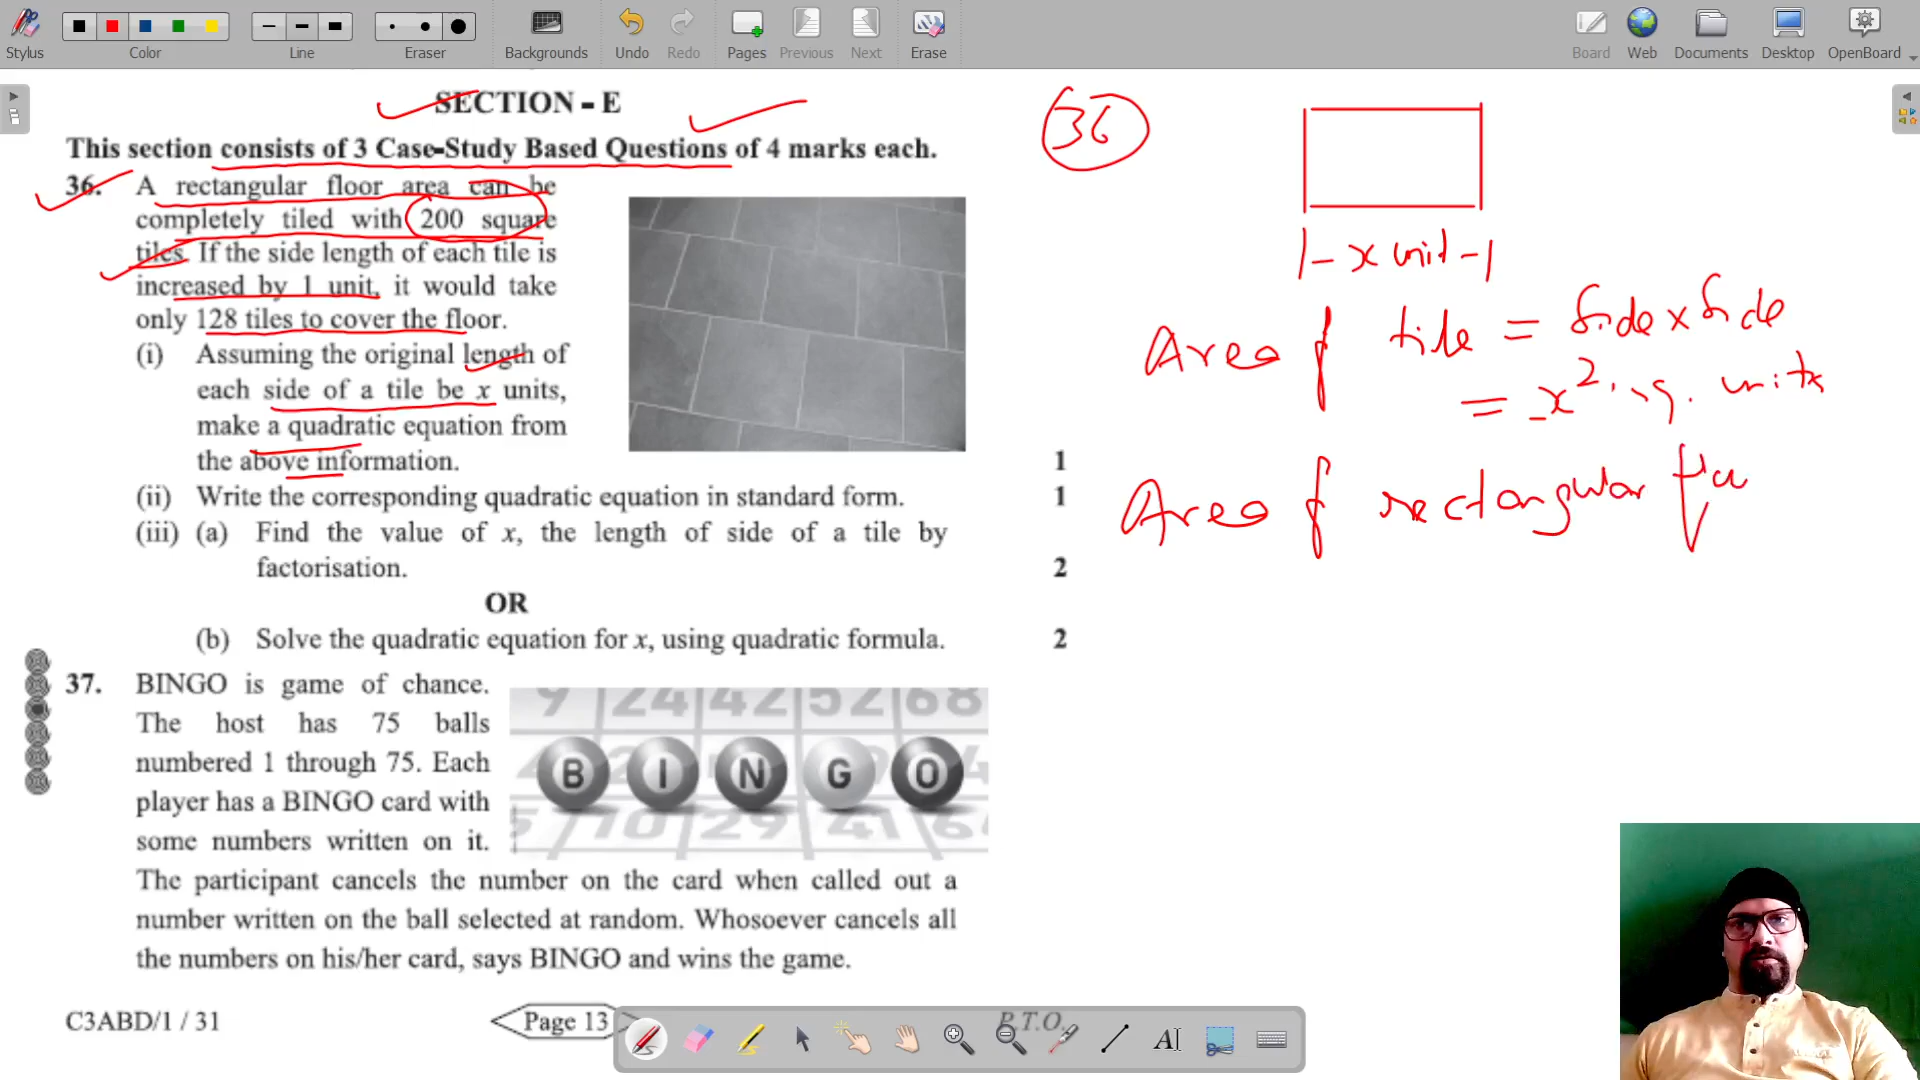 Stylus
Color
Line
Eraser
Backgrounds
Undo
Redo
Pages
Previous
Next
Erase
Board
Web
Documents
Desktop
OpenBoard
SECTION - E
This section consists of 3 Case-Study Based Questions of 4 marks each.
36. A rectangular floor area can be
completely tiled with 200 square
tiles. If the side length of each tile is
increased by 1 unit, it would take
only 128 tiles to cover the floor.
(i) Assuming the original length of
each side of a tile be x units,
make a quadratic equation from
the above information. 1
(ii) Write the corresponding quadratic equation in standard form. 1
(iii) (a) Find the value of x, the length of side of a tile by
factorisation. 2
OR
(b) Solve the quadratic equation for x, using quadratic formula. 2
37. BINGO is game of chance.
The host has 75 balls
numbered 1 through 75. Each
player has a BINGO card with
some numbers written on it.
The participant cancels the number on the card when called out a
number written on the ball selected at random. Whosoever cancels all
the numbers on his/her card, says BINGO and wins the game.
9 24 42 52 68
B I N G O
10 29 41
C3ABD/1 / 31
Page 13
P.T.O.
AI
36
|- x unit -|
Area of tile = Side x Side
= x². sq. units
Area of rectangular